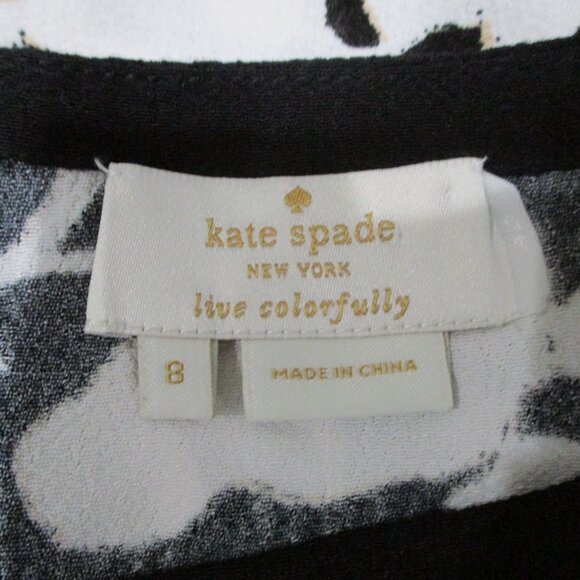 kate spade
NEW YORK
live colorfully
8
MADE IN CHINA